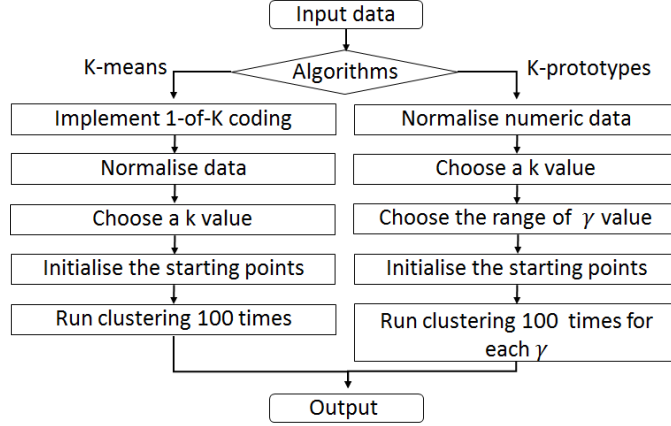 Input data
Algorithms
K-means
K-prototypes
Implement 1-of-K coding
Normalise data
Choose a k value
Initialise the starting points
Run clustering 100 times
Normalise numeric data
Choose a k value
Choose the range of γ value
Initialise the starting points
Run clustering 100 times for
each γ
Output